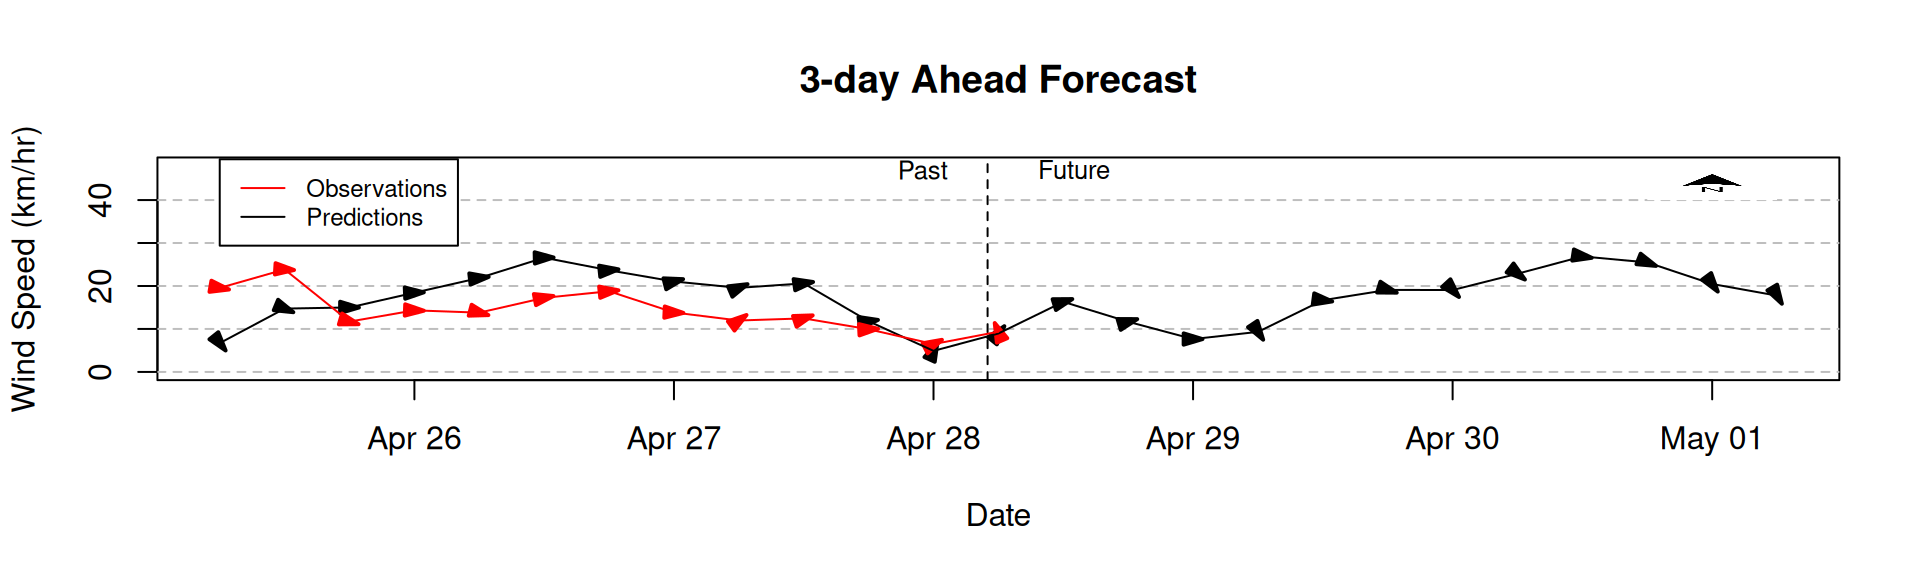 3-day Ahead Forecast
Wind Speed (km/hr)
40
20
0
Observations
Predictions
Past
Future
N
Apr 26
Apr 27
Apr 28
Apr 29
Apr 30
May 01
Date